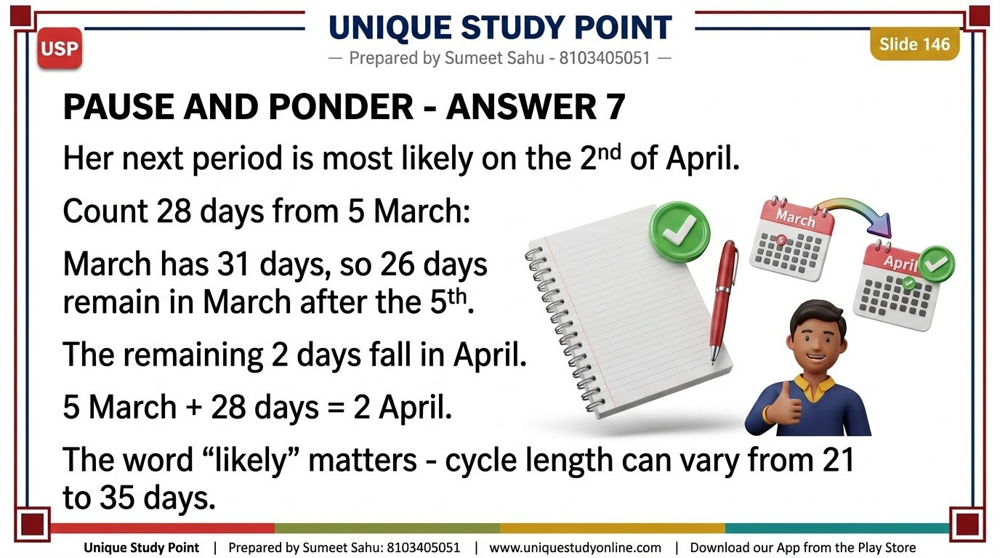 UNIQUE STUDY POINT
— Prepared by Sumeet Sahu - 8103405051 —
USP
Slide 146
PAUSE AND PONDER - ANSWER 7
Her next period is most likely on the 2nd of April.
Count 28 days from 5 March:
March has 31 days, so 26 days
remain in March after the 5th.
The remaining 2 days fall in April.
5 March + 28 days = 2 April.
The word “likely” matters - cycle length can vary from 21
to 35 days.
March
April
Unique Study Point | Prepared by Sumeet Sahu: 8103405051 | www.uniquestudyonline.com | Download our App from the Play Store